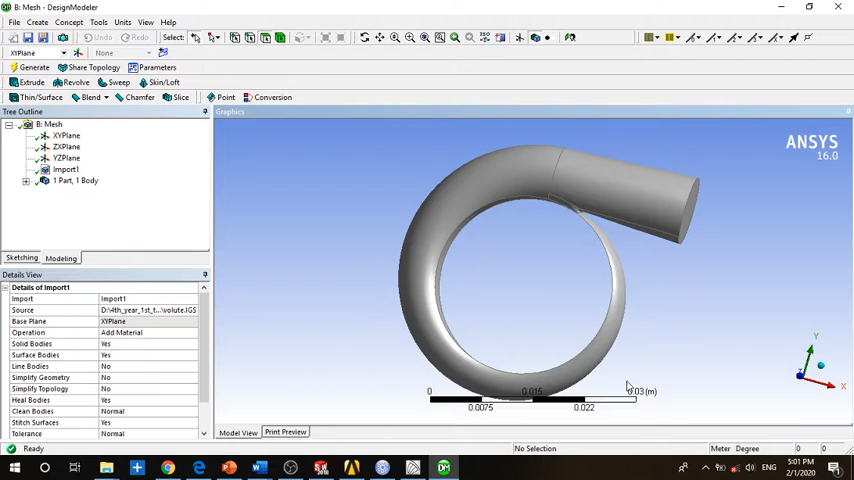 B: Mesh - DesignModeler
File Create Concept Tools Units View Help
Undo Redo Select:
XYPlane None
Generate Share Topology Parameters
Extrude Revolve Sweep Skin/Loft
Thin/Surface Blend Chamfer Slice Point Conversion
Tree Outline
Graphics
B: Mesh
XYPlane
ZXPlane
YZPlane
Import1
1 Part, 1 Body
ANSYS
16.0
Sketching Modeling
Details View
Details of Import1
Import Import1
Source D:\4th_year_1st_t...\volute.IGS
Base Plane XYPlane
Operation Add Material
Solid Bodies Yes
Surface Bodies Yes
Line Bodies No
Simplify Geometry No
Simplify Topology No
Heal Bodies Yes
Clean Bodies Normal
Stitch Surfaces Yes
Tolerance Normal
0 0.015 0.03 (m)
0.0075 0.022
Y
X
Z
Model View Print Preview
Ready No Selection Meter Degree 0 0
ENG 5:01 PM
2/1/2020